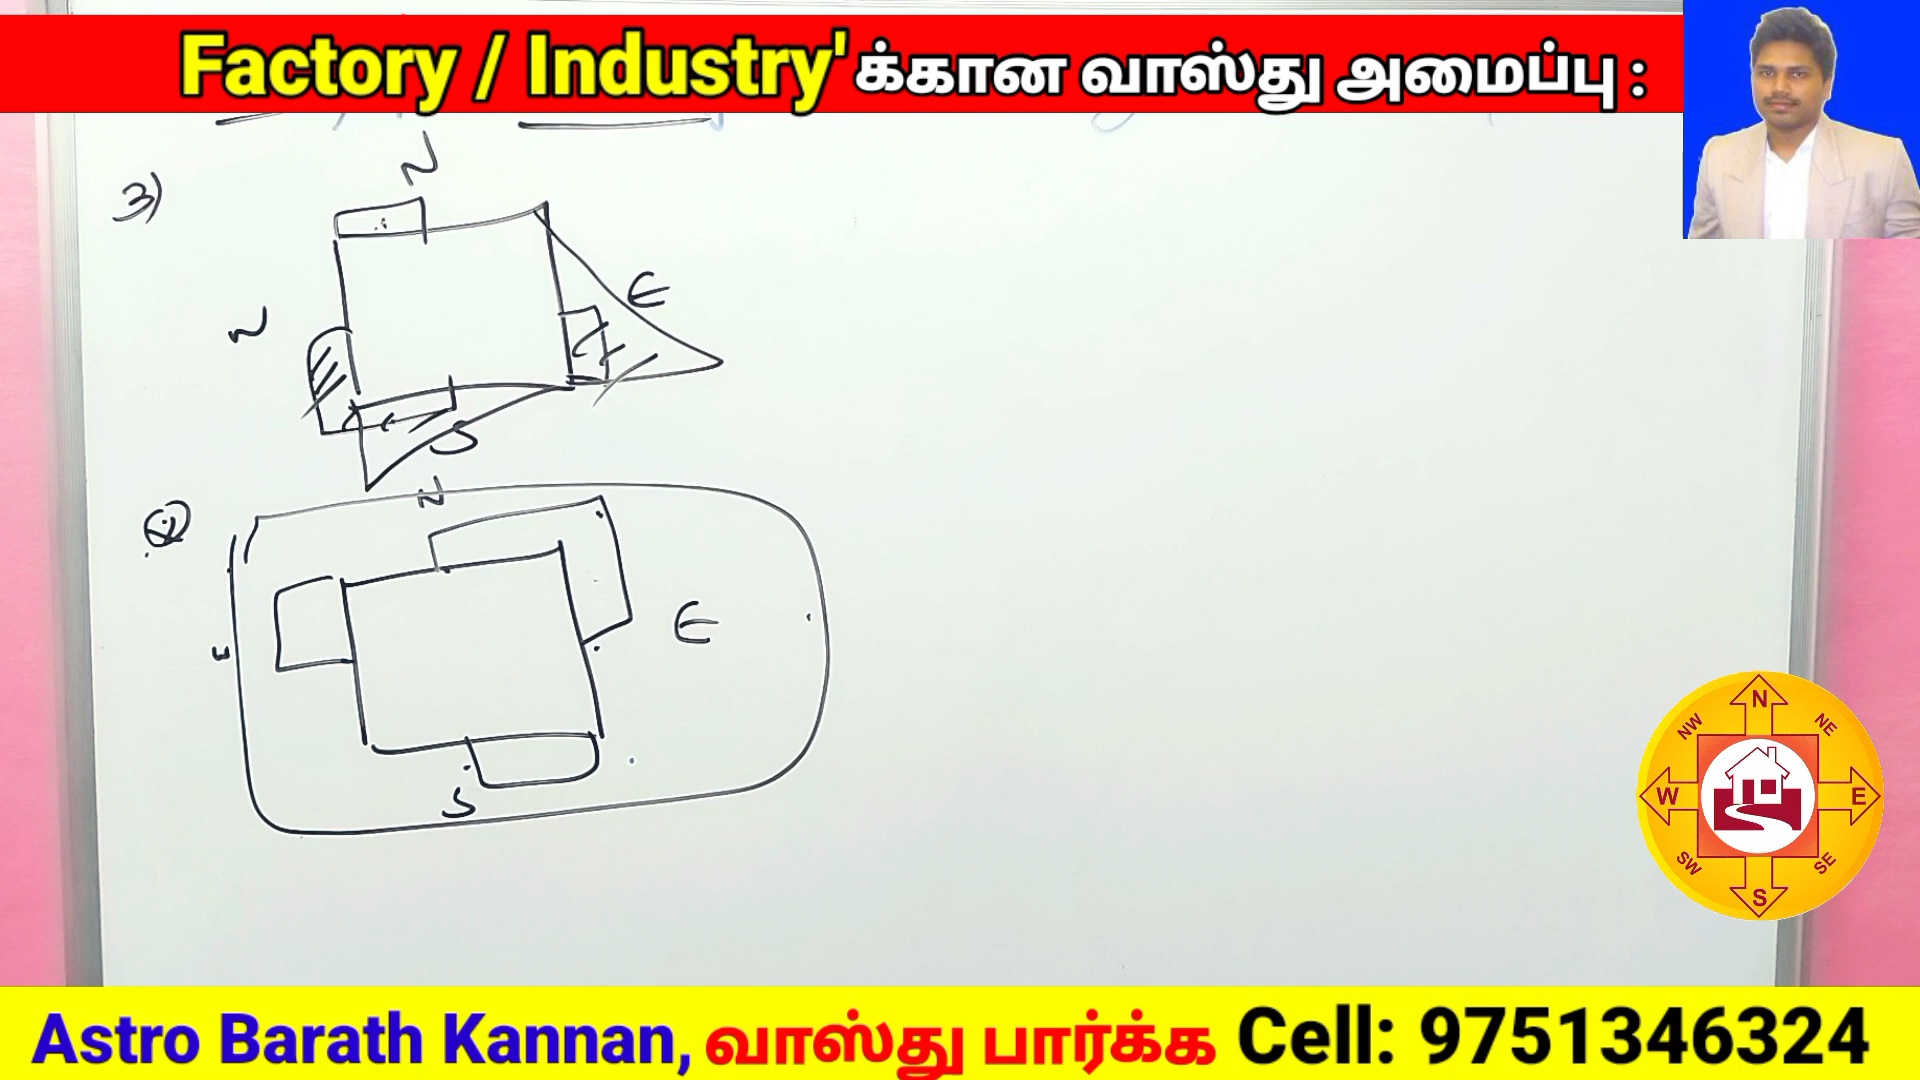 Factory / Industry'க்கான வாஸ்து அமைப்பு :
N
3)
E
W
S
N
E
W
S
N
NW
NE
W
E
SW
SE
S
Astro Barath Kannan, வாஸ்து பார்க்க Cell: 9751346324